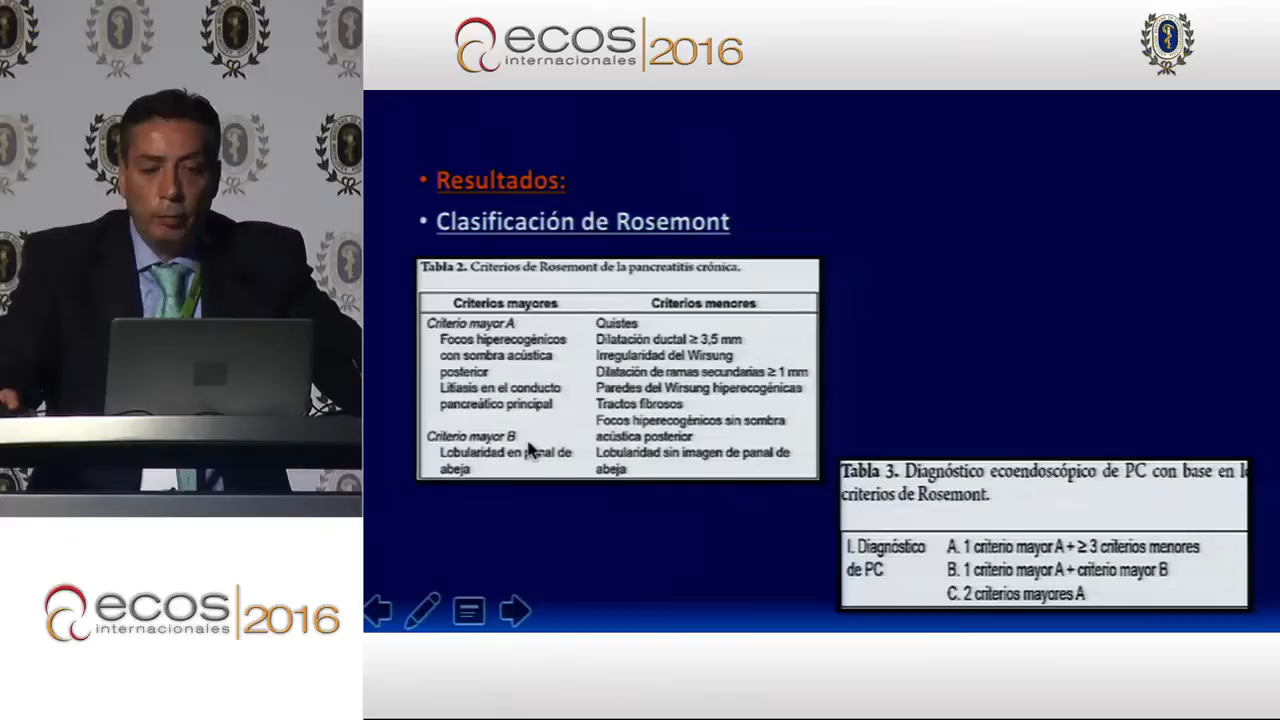 ecos
internacionales
2016
• Resultados:
• Clasificación de Rosemont
Tabla 2. Criterios de Rosemont de la pancreatitis crónica.
Criterios mayores
Criterio mayor A
Focos hiperecogénicos
con sombra acústica
posterior
Litiasis en el conducto
pancreático principal
Criterio mayor B
Lobularidad en panal de
abeja
Criterios menores
Quistes
Dilatación ductal ≥ 3,5 mm
Irregularidad del Wirsung
Dilatación de ramas secundarias ≥ 1 mm
Paredes del Wirsung hiperecogénicas
Tractos fibrosos
Focos hiperecogénicos sin sombra
acústica posterior
Lobularidad sin imagen de panal de
abeja
Tabla 3. Diagnóstico ecoendoscópico de PC con base en l
criterios de Rosemont.
I. Diagnóstico
de PC
A. 1 criterio mayor A + ≥ 3 criterios menores
B. 1 criterio mayor A + criterio mayor B
C. 2 criterios mayores A
ecos
internacionales
2016